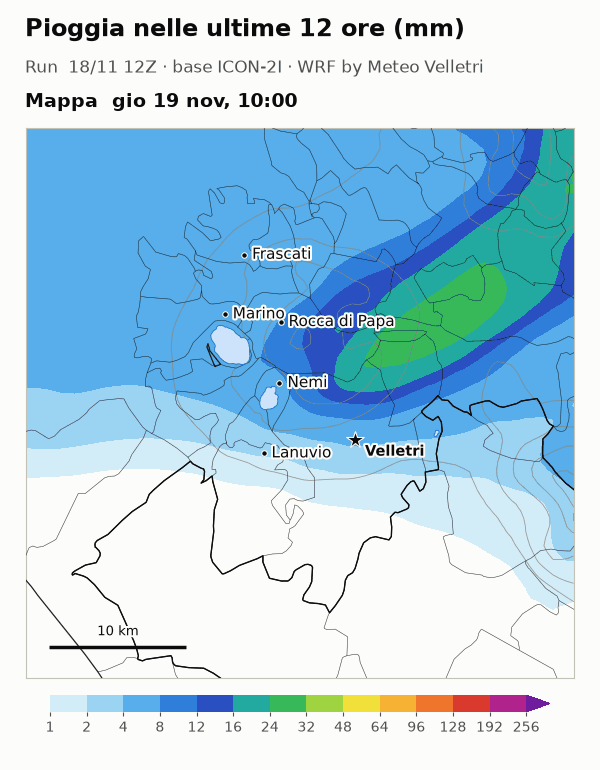 Pioggia nelle ultime 12 ore (mm)
Run 18/11 12Z · base ICON-2I · WRF by Meteo Velletri
Mappa gio 19 nov, 10:00
Frascati
Marino
Rocca di Papa
Nemi
Velletri
Lanuvio
10 km
1 2 4 8 12 16 24 32 48 64 96 128 192 256